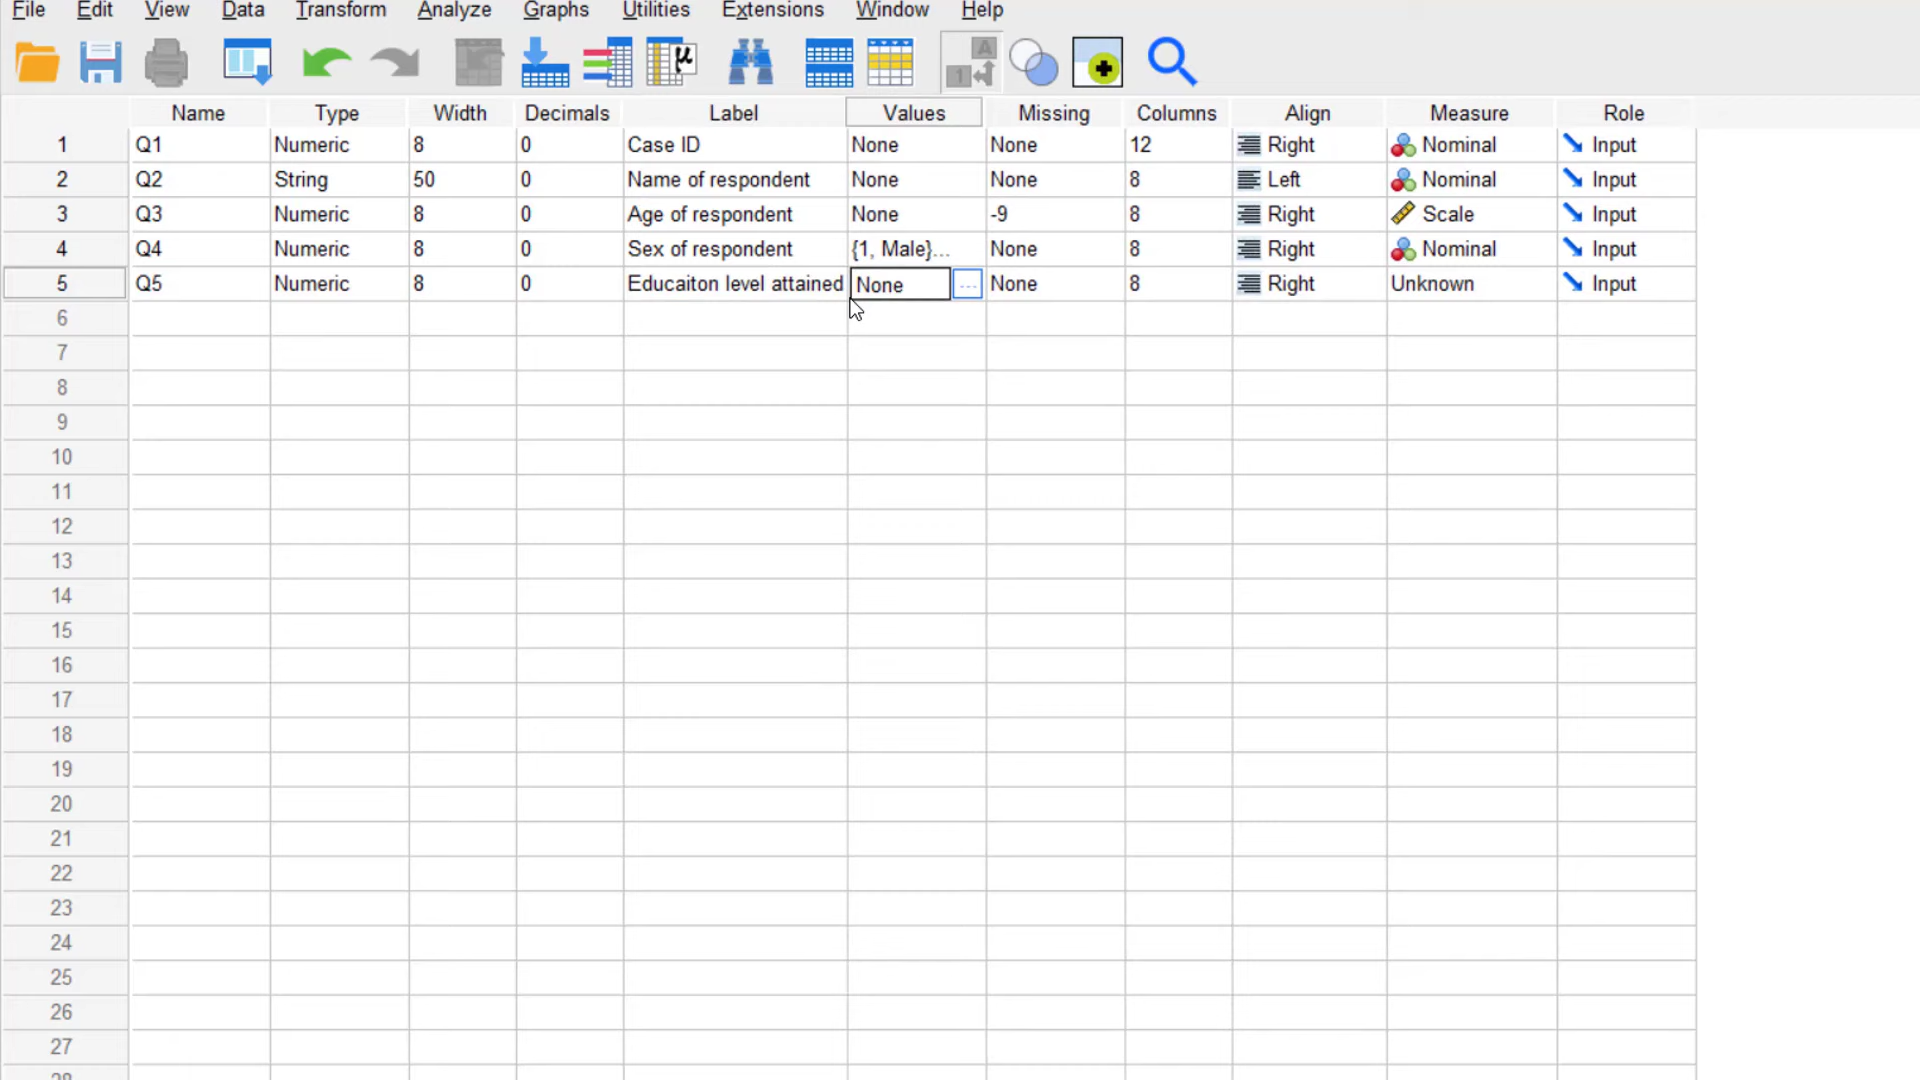 File Edit View Data Transform Analyze Graphs Utilities Extensions Window Help
A
1
μ
Name Type Width Decimals Label Values Missing Columns Align Measure Role
1 Q1 Numeric 8 0 Case ID None None 12 Right Nominal Input
2 Q2 String 50 0 Name of respondent None None 8 Left Nominal Input
3 Q3 Numeric 8 0 Age of respondent None -9 8 Right Scale Input
4 Q4 Numeric 8 0 Sex of respondent {1, Male}... None 8 Right Nominal Input
5 Q5 Numeric 8 0 Educaiton level attained None ... None 8 Right Unknown Input
6
7
8
9
10
11
12
13
14
15
16
17
18
19
20
21
22
23
24
25
26
27
28